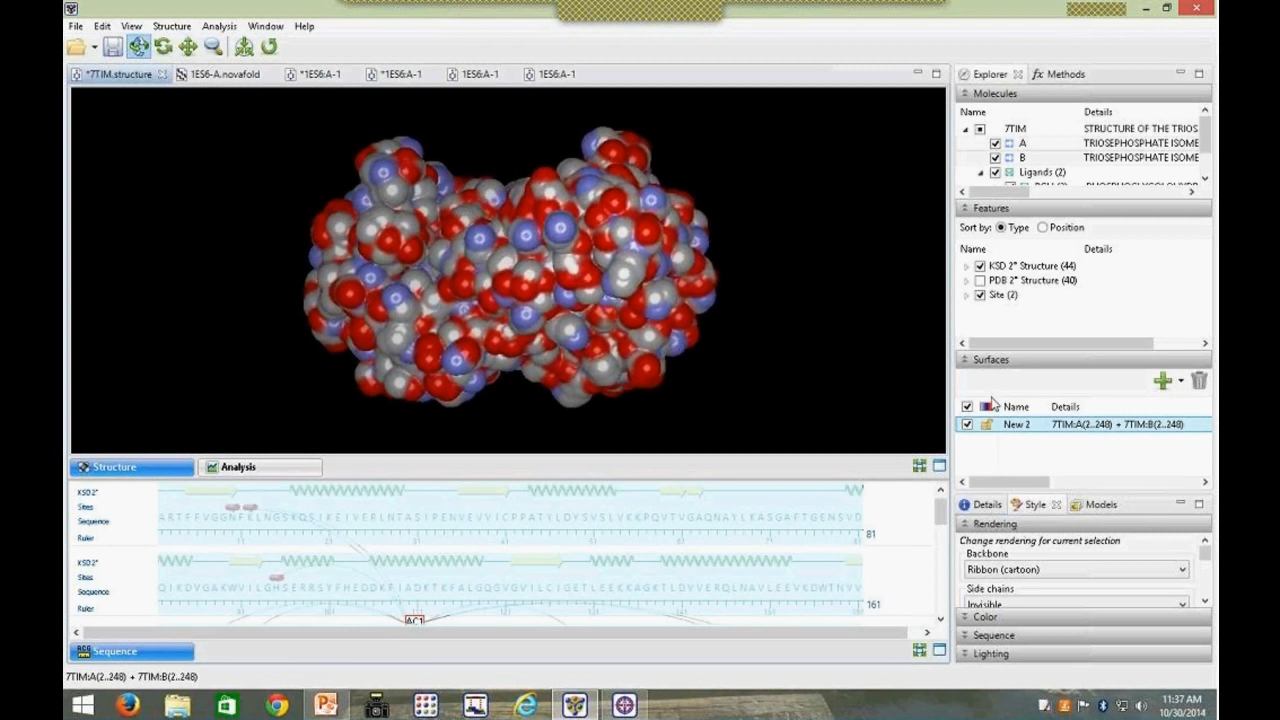 File Edit View Structure Analysis Window Help
*7TIM.structure 1ES6-A.novafold *1ES6:A-1 *1ES6:A-1 1ES6:A-1 1ES6:A-1
Explorer fx Methods
Molecules
Name Details
7TIM STRUCTURE OF THE TRIOS
A TRIOSEPHOSPHATE ISOME
B TRIOSEPHOSPHATE ISOME
Ligands (2)
Features
Sort by: Type Position
Name Details
KSD 2° Structure (44)
PDB 2° Structure (40)
Site (2)
Surfaces
Name Details
New 2 7TIM:A(2..248) + 7TIM:B(2..248)
Structure Analysis
KSD 2°
Sites
Sequence
Ruler 81
KSD 2°
Sites
Sequence
Ruler 161
AC1
Sequence
Details Style Models
Rendering
Change rendering for current selection
Backbone
Ribbon (cartoon)
Side chains
Invisible
Color
Sequence
Lighting
7TIM:A(2..248) + 7TIM:B(2..248)
11:37 AM
10/30/2014